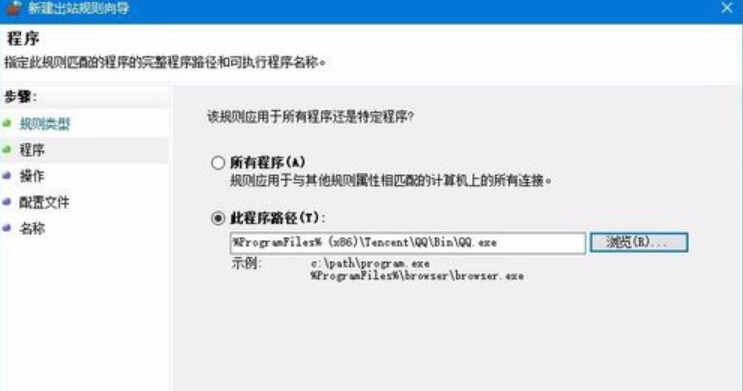 新建出站规则向导
程序
指定此规则匹配的程序的完整程序路径和可执行程序名称。
步骤:
规则类型
程序
操作
配置文件
名称
该规则应用于所有程序还是特定程序?
所有程序(A)
规则应用于与其他规则属性相匹配的计算机上的所有连接。
此程序路径(T):
%ProgramFiles% (x86)\Tencent\QQ\Bin\QQ.exe
浏览(R)...
示例: c:\path\program.exe
%ProgramFiles%\browser\browser.exe